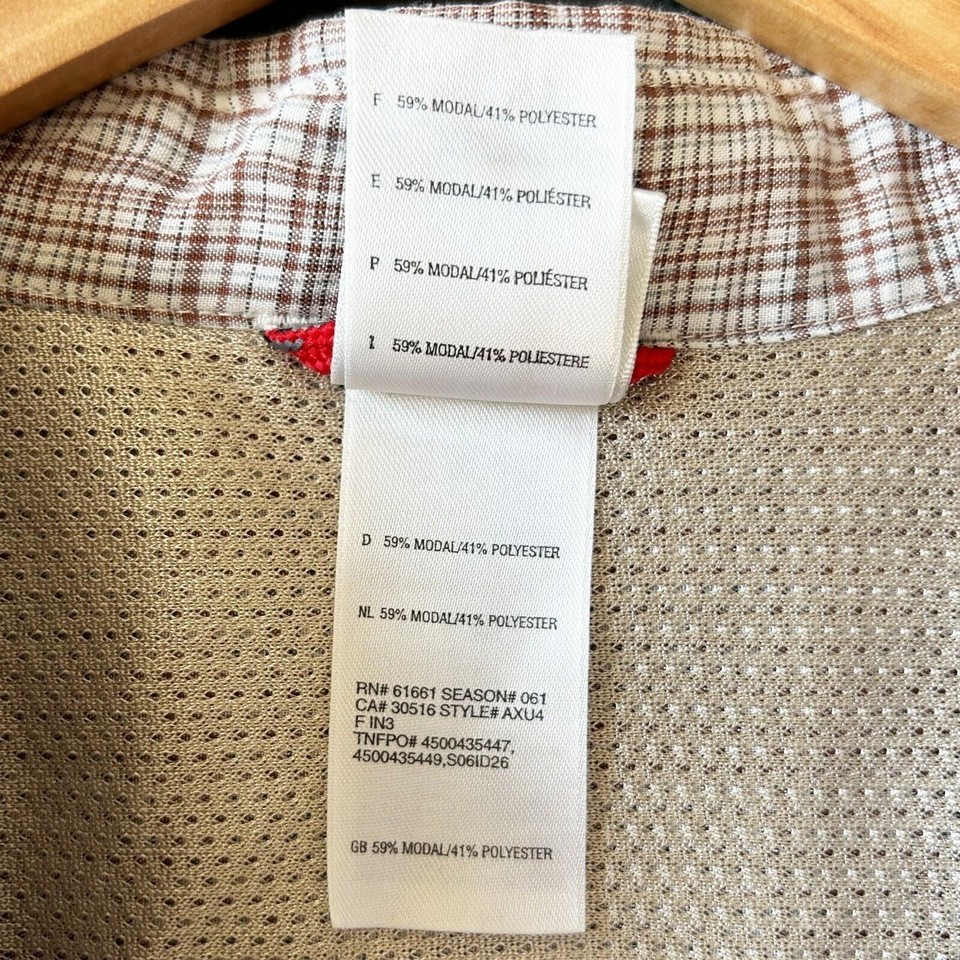 F 59% MODAL/41% POLYESTER
E 59% MODAL/41% POLIÉSTER
P 59% MODAL/41% POLIÉSTER
I 59% MODAL/41% POLIESTERE
D 59% MODAL/41% POLYESTER
NL 59% MODAL/41% POLYESTER
RN# 61661 SEASON# 061
CA# 30516 STYLE# AXU4
F IN3
TNFPO# 4500435447,
4500435449,S06ID26
GB 59% MODAL/41% POLYESTER